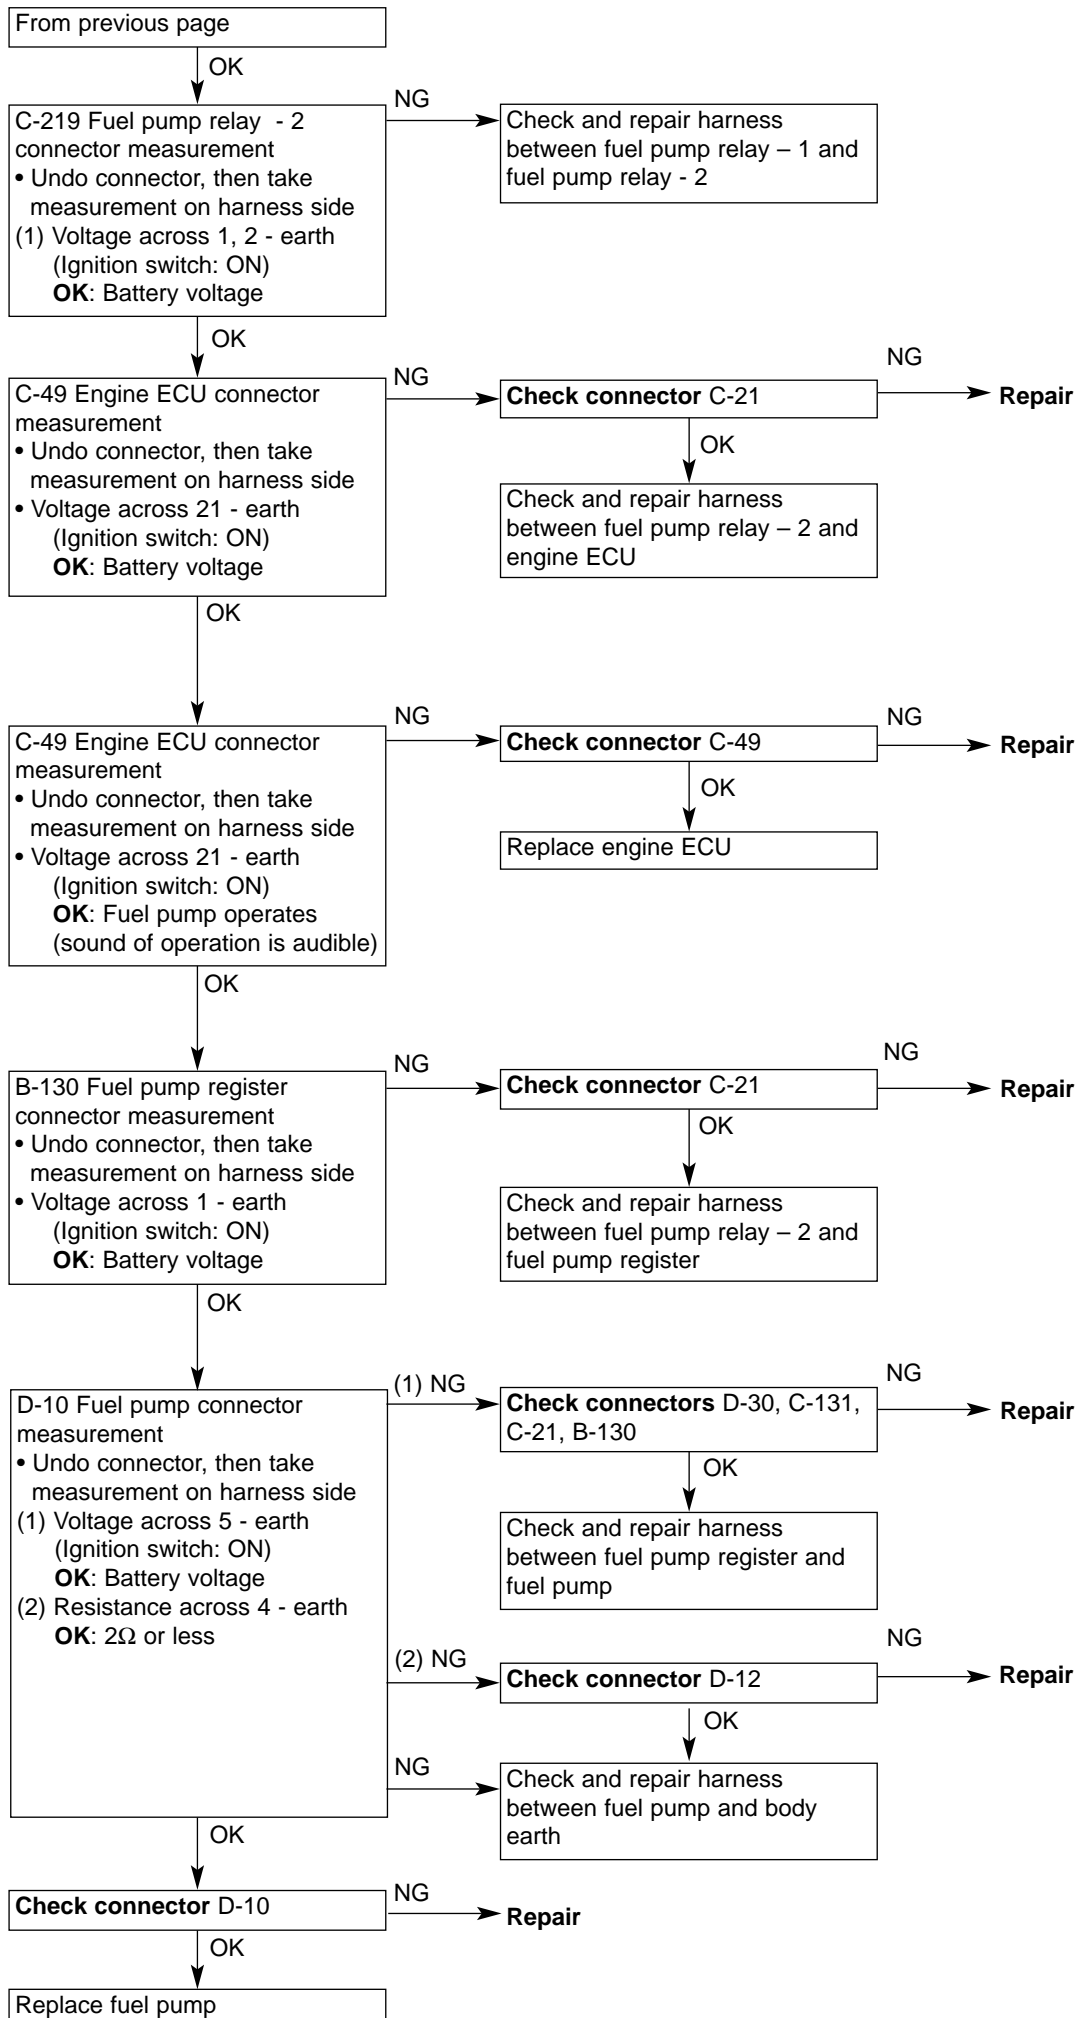 From previous page
OK
C-219 Fuel pump relay - 2
connector measurement
• Undo connector, then take
measurement on harness side
(1) Voltage across 1, 2 - earth
(Ignition switch: ON)
OK: Battery voltage
NG
Check and repair harness
between fuel pump relay – 1 and
fuel pump relay - 2
OK
C-49 Engine ECU connector
measurement
• Undo connector, then take
measurement on harness side
• Voltage across 21 - earth
(Ignition switch: ON)
OK: Battery voltage
NG
Check connector C-21
NG
Repair
OK
Check and repair harness
between fuel pump relay – 2 and
engine ECU
OK
C-49 Engine ECU connector
measurement
• Undo connector, then take
measurement on harness side
• Voltage across 21 - earth
(Ignition switch: ON)
OK: Fuel pump operates
(sound of operation is audible)
NG
Check connector C-49
NG
Repair
OK
Replace engine ECU
OK
B-130 Fuel pump register
connector measurement
• Undo connector, then take
measurement on harness side
• Voltage across 1 - earth
(Ignition switch: ON)
OK: Battery voltage
NG
Check connector C-21
NG
Repair
OK
Check and repair harness
between fuel pump relay – 2 and
fuel pump register
OK
D-10 Fuel pump connector
measurement
• Undo connector, then take
measurement on harness side
(1) Voltage across 5 - earth
(Ignition switch: ON)
OK: Battery voltage
(2) Resistance across 4 - earth
OK: 2Ω or less
(1) NG
Check connectors D-30, C-131,
C-21, B-130
NG
Repair
OK
Check and repair harness
between fuel pump register and
fuel pump
(2) NG
Check connector D-12
NG
Repair
OK
NG
Check and repair harness
between fuel pump and body
earth
OK
Check connector D-10
NG
Repair
OK
Replace fuel pump